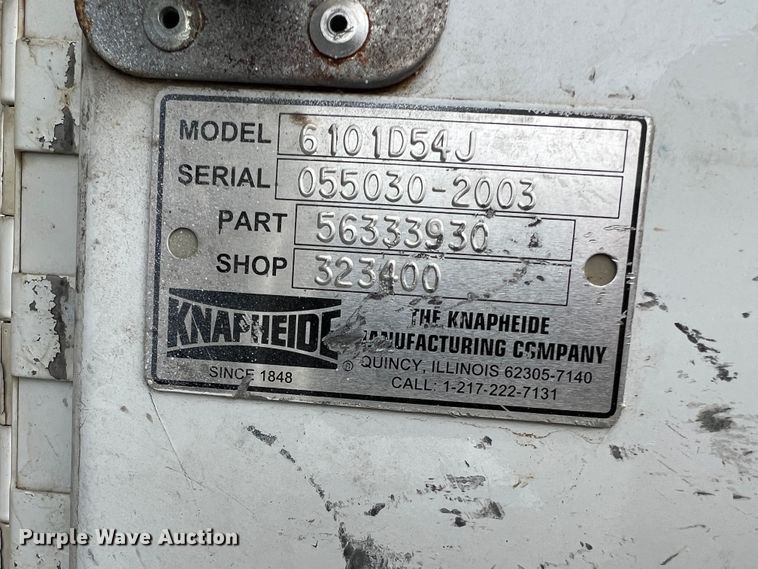 MODEL 6101D54J
SERIAL 055030-2003
PART 56333930
SHOP 323400
KNAPHEIDE ®
SINCE 1848
THE KNAPHEIDE
MANUFACTURING COMPANY
QUINCY, ILLINOIS 62305-7140
CALL: 1-217-222-7131
Purple Wave Auction